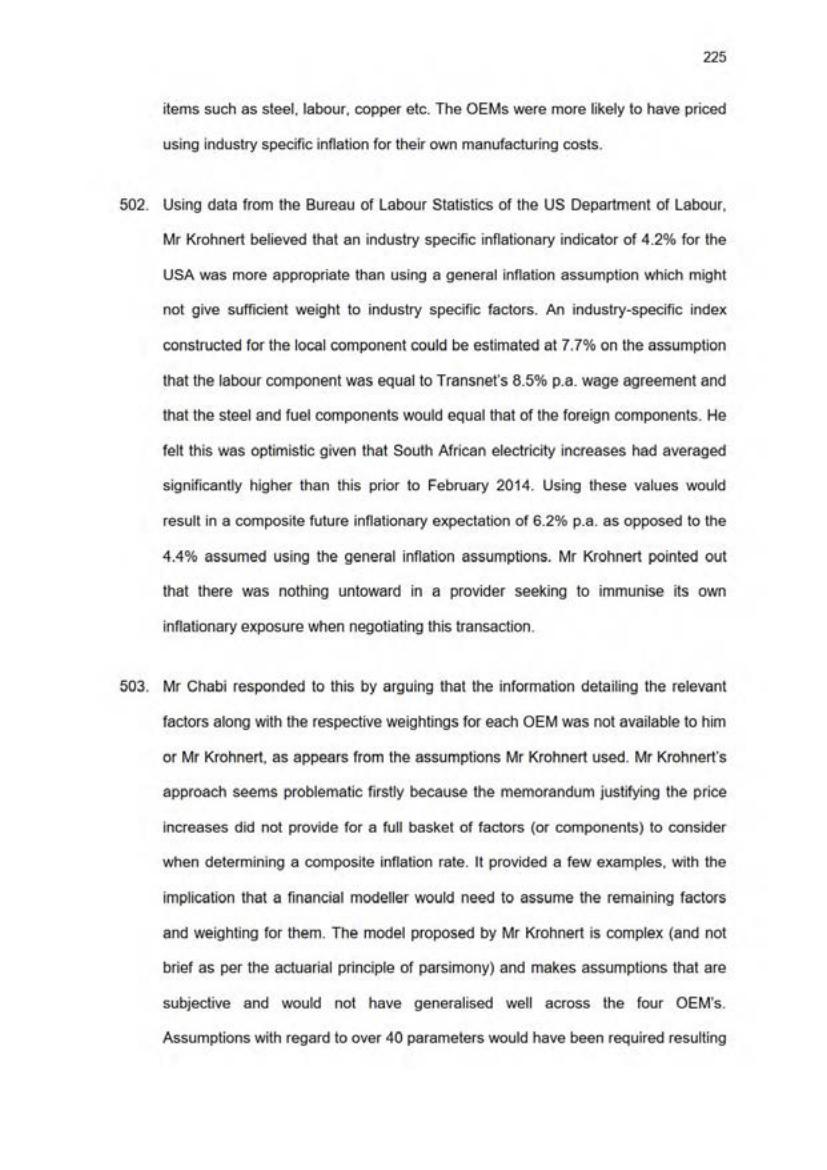 225
items such as steel, labour, copper etc. The OEMs were more likely to have priced
using industry specific inflation for their own manufacturing costs.
502. Using data from the Bureau of Labour Statistics of the US Department of Labour,
Mr Krohnert believed that an industry specific inflationary indicator of 4.2% for the
USA was more appropriate than using a general inflation assumption which might
not give sufficient weight to industry specific factors. An industry-specific index
constructed for the local component could be estimated at 7.7% on the assumption
that the labour component was equal to Transnet's 8.5% p.a. wage agreement and
that the steel and fuel components would equal that of the foreign components. He
felt this was optimistic given that South African electricity increases had averaged
significantly higher than this prior to February 2014. Using these values would
result in a composite future inflationary expectation of 6.2% p.a. as opposed to the
4.4% assumed using the general inflation assumptions. Mr Krohnert pointed out
that there was nothing untoward in a provider seeking to immunise its own
inflationary exposure when negotiating this transaction.
503. Mr Chabi responded to this by arguing that the information detailing the relevant
factors along with the respective weightings for each OEM was not available to him
or Mr Krohnert, as appears from the assumptions Mr Krohnert used. Mr Krohnert's
approach seems problematic firstly because the memorandum justifying the price
increases did not provide for a full basket of factors (or components) to consider
when determining a composite inflation rate. It provided a few examples, with the
implication that a financial modeller would need to assume the remaining factors
and weighting for them. The model proposed by Mr Krohnert is complex (and not
brief as per the actuarial principle of parsimony) and makes assumptions that are
subjective and would not have generalised well across the four OEM's.
Assumptions with regard to over 40 parameters would have been required resulting